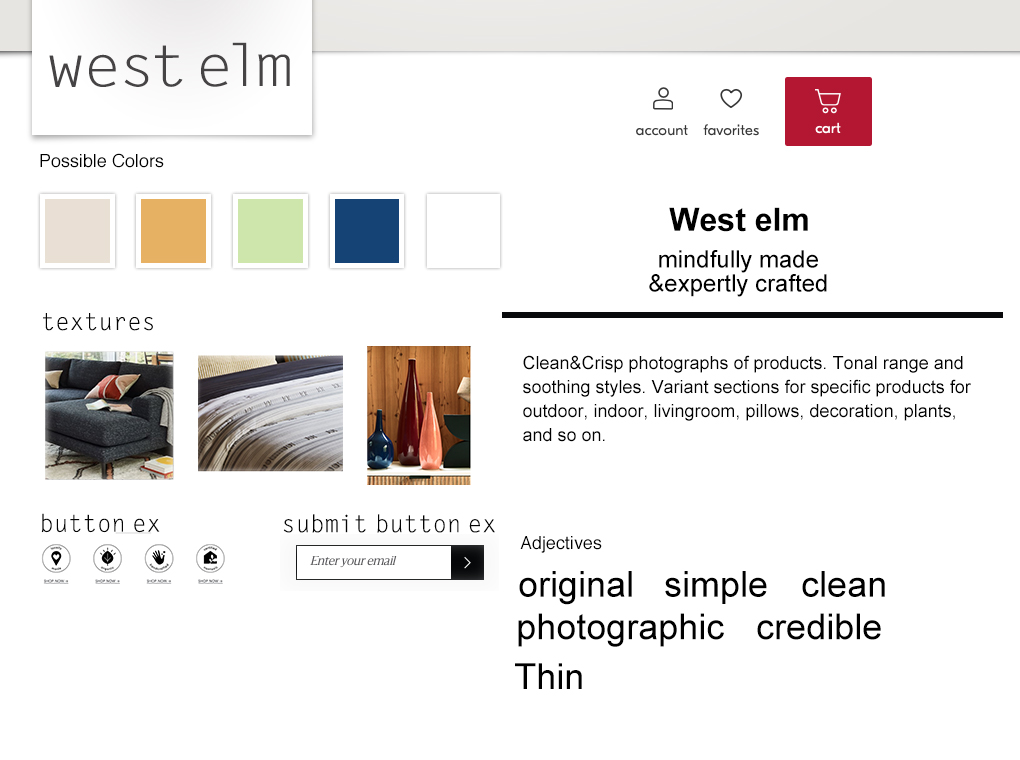 west elm
account favorites cart
Possible Colors
West elm
mindfully made
&expertly crafted
textures
Clean&Crisp photographs of products. Tonal range and
soothing styles. Variant sections for specific products for
outdoor, indoor, livingroom, pillows, decoration, plants,
and so on.
button ex
SHOP NOW SHOP NOW SHOP NOW SHOP NOW
submit button ex
Enter your email
Adjectives
original simple clean
photographic credible
Thin